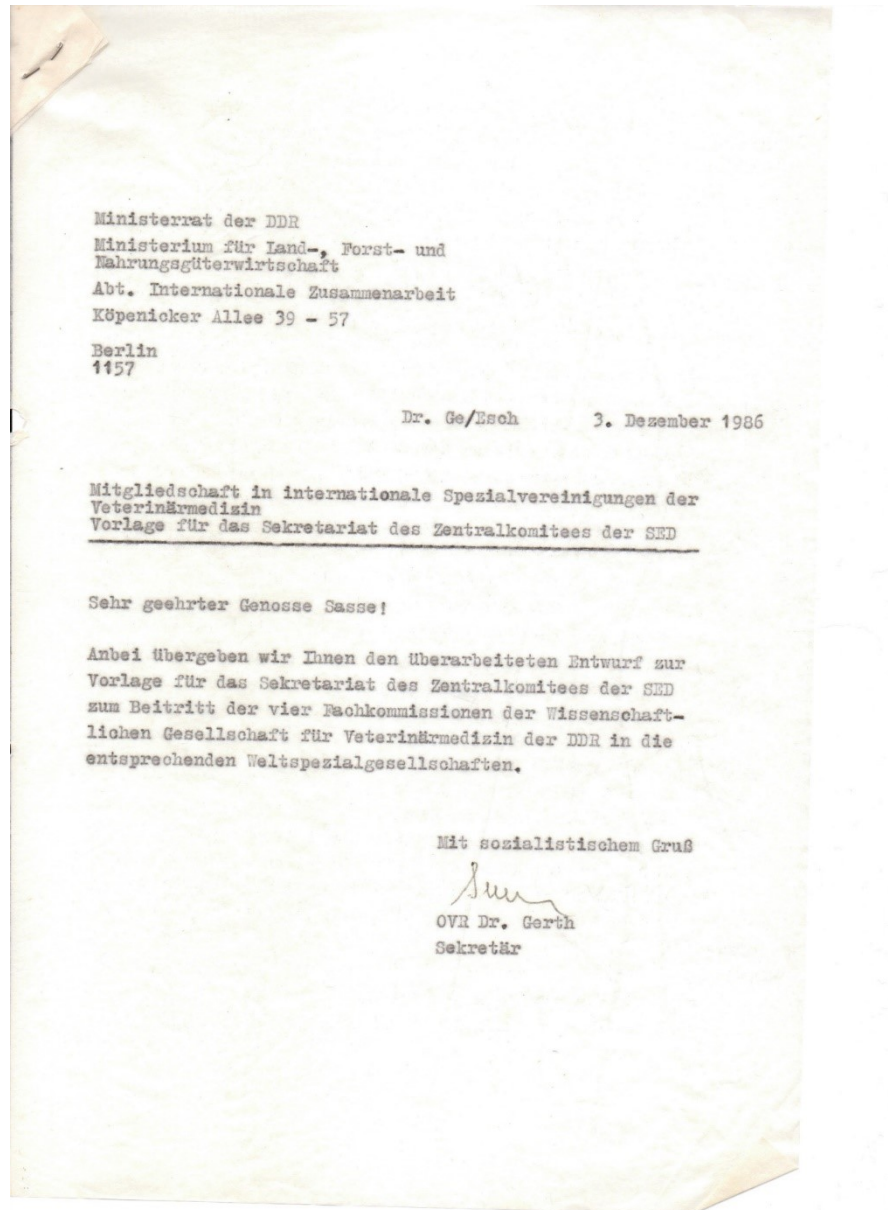 Ministerrat der DDR
Ministerium für Land-, Forst- und
Nahrungsgüterwirtschaft
Abt. Internationale Zusammenarbeit
Köpenicker Allee 39 - 57
Berlin
1157
Dr. Ge/Esch 3. Dezember 1986
Mitgliedschaft in internationale Spezialvereinigungen der
Veterinärmedizin
Vorlage für das Sekretariat des Zentralkomitees der SED
Sehr geehrter Genosse Sasse!
Anbei übergeben wir Ihnen den überarbeiteten Entwurf zur
Vorlage für das Sekretariat des Zentralkomitees der SED
zum Beitritt der vier Fachkommissionen der Wissenschaft-
lichen Gesellschaft für Veterinärmedizin der DDR in die
entsprechenden Weltspezialgesellschaften.
Mit sozialistischem Gruß
OVR Dr. Gerth
Sekretär